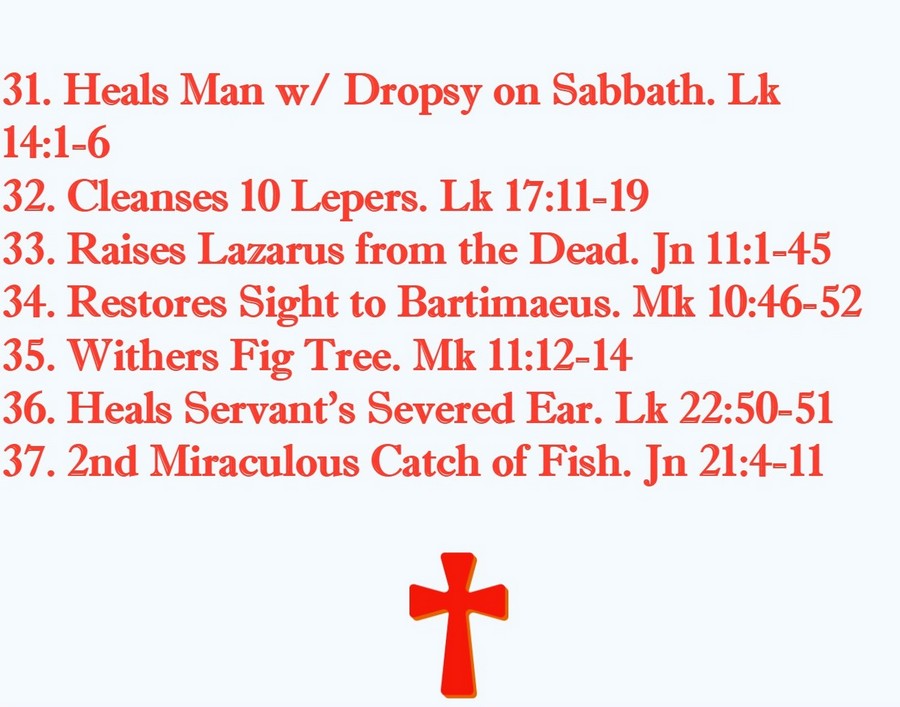 31. Heals Man w/ Dropsy on Sabbath. Lk
14:1-6
32. Cleanses 10 Lepers. Lk 17:11-19
33. Raises Lazarus from the Dead. Jn 11:1-45
34. Restores Sight to Bartimaeus. Mk 10:46-52
35. Withers Fig Tree. Mk 11:12-14
36. Heals Servant’s Severed Ear. Lk 22:50-51
37. 2nd Miraculous Catch of Fish. Jn 21:4-11